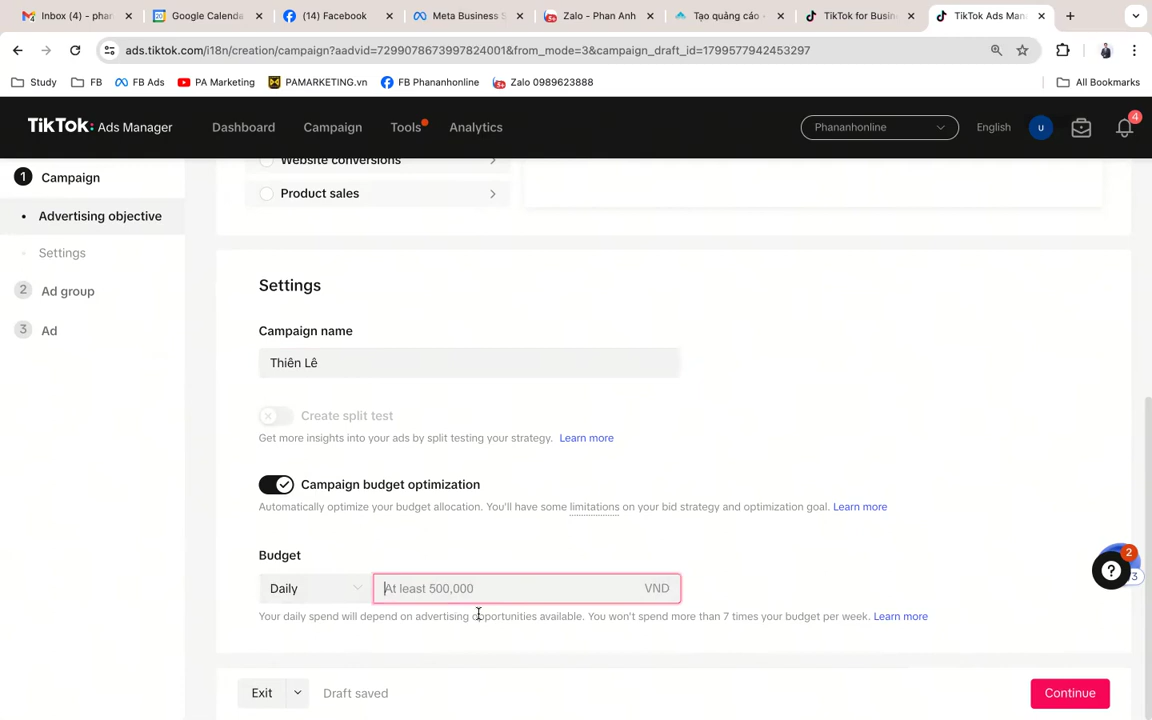 Inbox (4) - phan
Google Calenda
(14) Facebook
Meta Business S
Zalo - Phan Anh
Tạo quảng cáo -
TikTok for Busin
TikTok Ads Man
ads.tiktok.com/i18n/creation/campaign?aadvid=7299078673997824001&from_mode=3&campaign_draft_id=1799577942453297
Study
FB
FB Ads
PA Marketing
PAMARKETING.vn
FB Phananhonline
Zalo 0989623888
All Bookmarks
TikTok: Ads Manager
Dashboard
Campaign
Tools
Analytics
Phananhonline
English
U
4
1 Campaign
Advertising objective
Settings
2 Ad group
3 Ad
Website conversions
Product sales
Settings
Campaign name
Thiên Lê
Create split test
Get more insights into your ads by split testing your strategy. Learn more
Campaign budget optimization
Automatically optimize your budget allocation. You'll have some limitations on your bid strategy and optimization goal. Learn more
Budget
Daily
At least 500,000
VND
Your daily spend will depend on advertising opportunities available. You won't spend more than 7 times your budget per week. Learn more
2
?
3
Exit
Draft saved
Continue